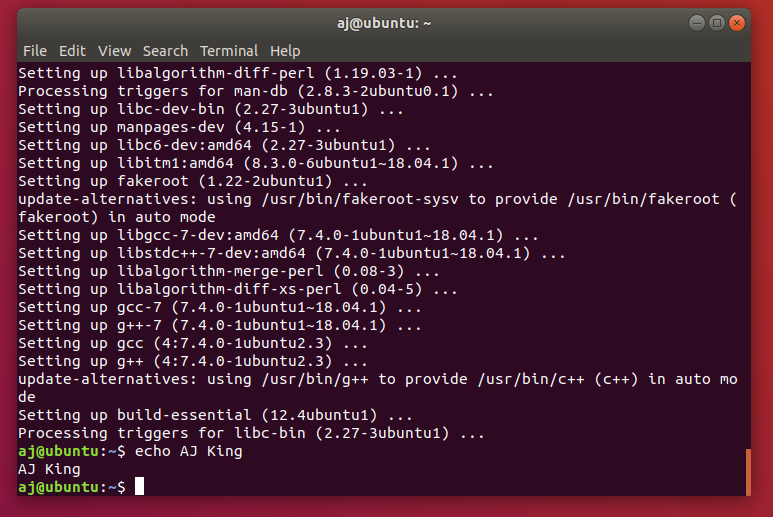 aj@ubuntu: ~
File Edit View Search Terminal Help
Setting up libalgorithm-diff-perl (1.19.03-1) ...
Processing triggers for man-db (2.8.3-2ubuntu0.1) ...
Setting up libc-dev-bin (2.27-3ubuntu1) ...
Setting up manpages-dev (4.15-1) ...
Setting up libc6-dev:amd64 (2.27-3ubuntu1) ...
Setting up libitm1:amd64 (8.3.0-6ubuntu1~18.04.1) ...
Setting up fakeroot (1.22-2ubuntu1) ...
update-alternatives: using /usr/bin/fakeroot-sysv to provide /usr/bin/fakeroot (
fakeroot) in auto mode
Setting up libgcc-7-dev:amd64 (7.4.0-1ubuntu1~18.04.1) ...
Setting up libstdc++-7-dev:amd64 (7.4.0-1ubuntu1~18.04.1) ...
Setting up libalgorithm-merge-perl (0.08-3) ...
Setting up libalgorithm-diff-xs-perl (0.04-5) ...
Setting up gcc-7 (7.4.0-1ubuntu1~18.04.1) ...
Setting up g++-7 (7.4.0-1ubuntu1~18.04.1) ...
Setting up gcc (4:7.4.0-1ubuntu2.3) ...
Setting up g++ (4:7.4.0-1ubuntu2.3) ...
update-alternatives: using /usr/bin/g++ to provide /usr/bin/c++ (c++) in auto mo
de
Setting up build-essential (12.4ubuntu1) ...
Processing triggers for libc-bin (2.27-3ubuntu1) ...
aj@ubuntu:~$ echo AJ King
AJ King
aj@ubuntu:~$